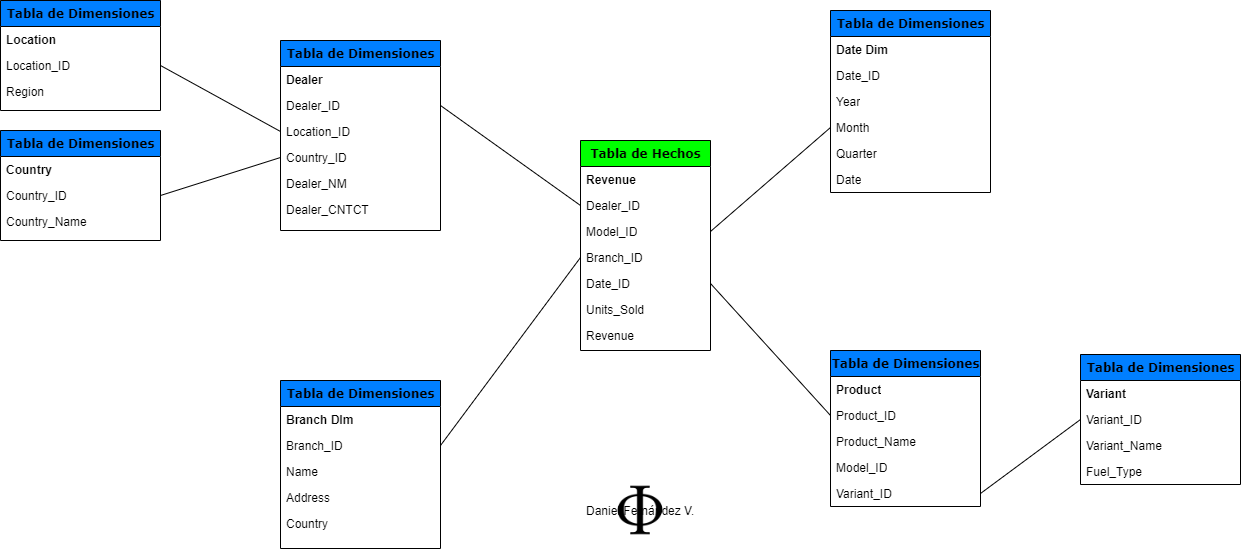 Tabla de Dimensiones
Location
Location_ID
Region
Tabla de Dimensiones
Country
Country_ID
Country_Name
Tabla de Dimensiones
Dealer
Dealer_ID
Location_ID
Country_ID
Dealer_NM
Dealer_CNTCT
Tabla de Dimensiones
Branch DIm
Branch_ID
Name
Address
Country
Tabla de Hechos
Revenue
Dealer_ID
Model_ID
Branch_ID
Date_ID
Units_Sold
Revenue
Tabla de Dimensiones
Date Dim
Date_ID
Year
Month
Quarter
Date
Tabla de Dimensiones
Product
Product_ID
Product_Name
Model_ID
Variant_ID
Tabla de Dimensiones
Variant
Variant_ID
Variant_Name
Fuel_Type
Daniel Fernández V.
Φ